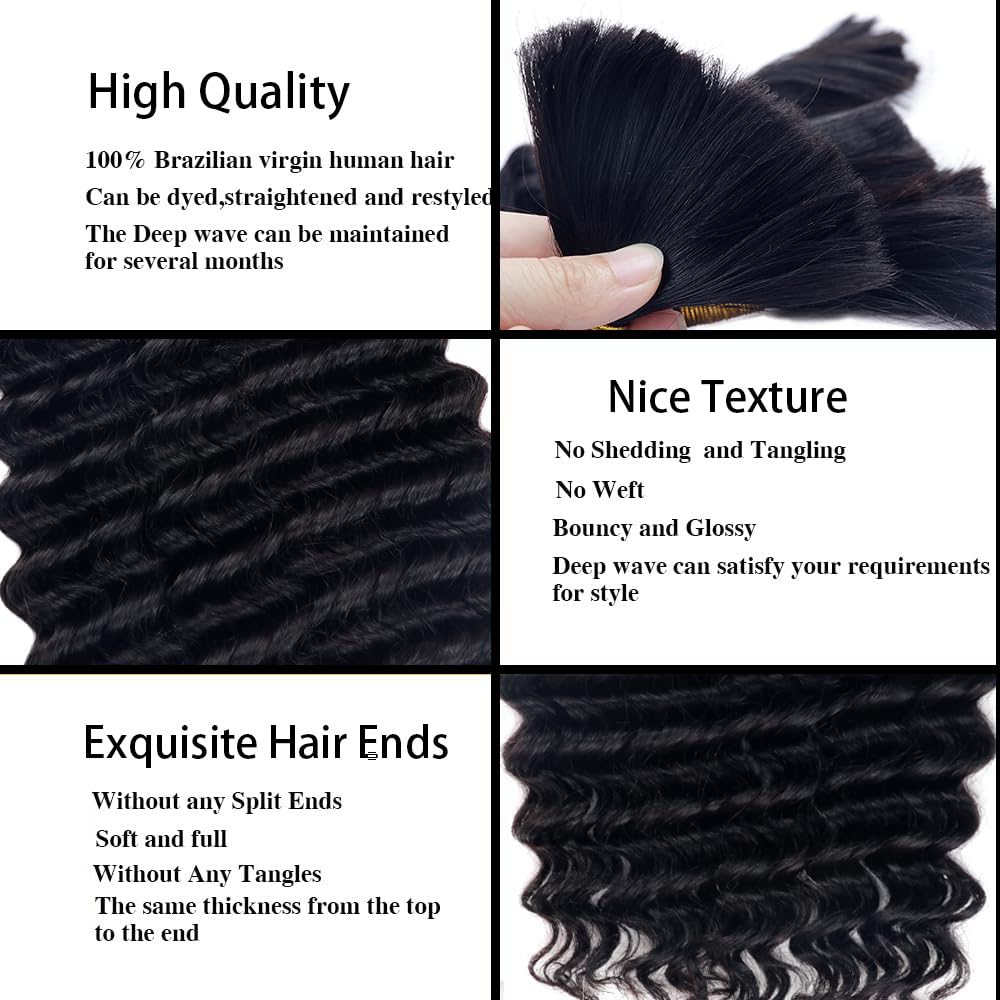 High Quality
100% Brazilian virgin human hair
Can be dyed,straightened and restyled
The Deep wave can be maintained
for several months
Nice Texture
No Shedding and Tangling
No Weft
Bouncy and Glossy
Deep wave can satisfy your requirements
for style
Exquisite Hair Ends
Without any Split Ends
Soft and full
Without Any Tangles
The same thickness from the top
to the end